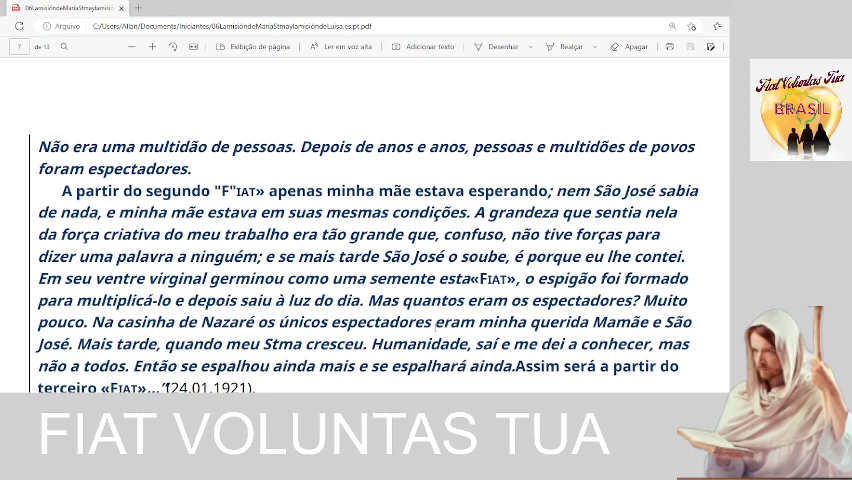 06LamisióndeMaríaStmaylamisiónd
Arquivo
C:/Users/Allan/Documents/Iniciantes/06LamisióndeMaríaStmaylamisióndeLuisa.es.pt.pdf
7 de 13
Exibição de página
Ler em voz alta
Adicionar texto
Desenhar
Realçar
Apagar
Fiat Voluntas Tua
BRASIL
Não era uma multidão de pessoas. Depois de anos e anos, pessoas e multidões de povos
foram espectadores.
A partir do segundo "F"IAT» apenas minha mãe estava esperando; nem São José sabia
de nada, e minha mãe estava em suas mesmas condições. A grandeza que sentia nela
da força criativa do meu trabalho era tão grande que, confuso, não tive forças para
dizer uma palavra a ninguém; e se mais tarde São José o soube, é porque eu lhe contei.
Em seu ventre virginal germinou como uma semente esta«FIAT», o espigão foi formado
para multiplicá-lo e depois saiu à luz do dia. Mas quantos eram os espectadores? Muito
pouco. Na casinha de Nazaré os únicos espectadores eram minha querida Mamãe e São
José. Mais tarde, quando meu Stma cresceu. Humanidade, saí e me dei a conhecer, mas
não a todos. Então se espalhou ainda mais e se espalhará ainda.Assim será a partir do
terceiro «FIAT»..."(24.01.1921).
FIAT VOLUNTAS TUA